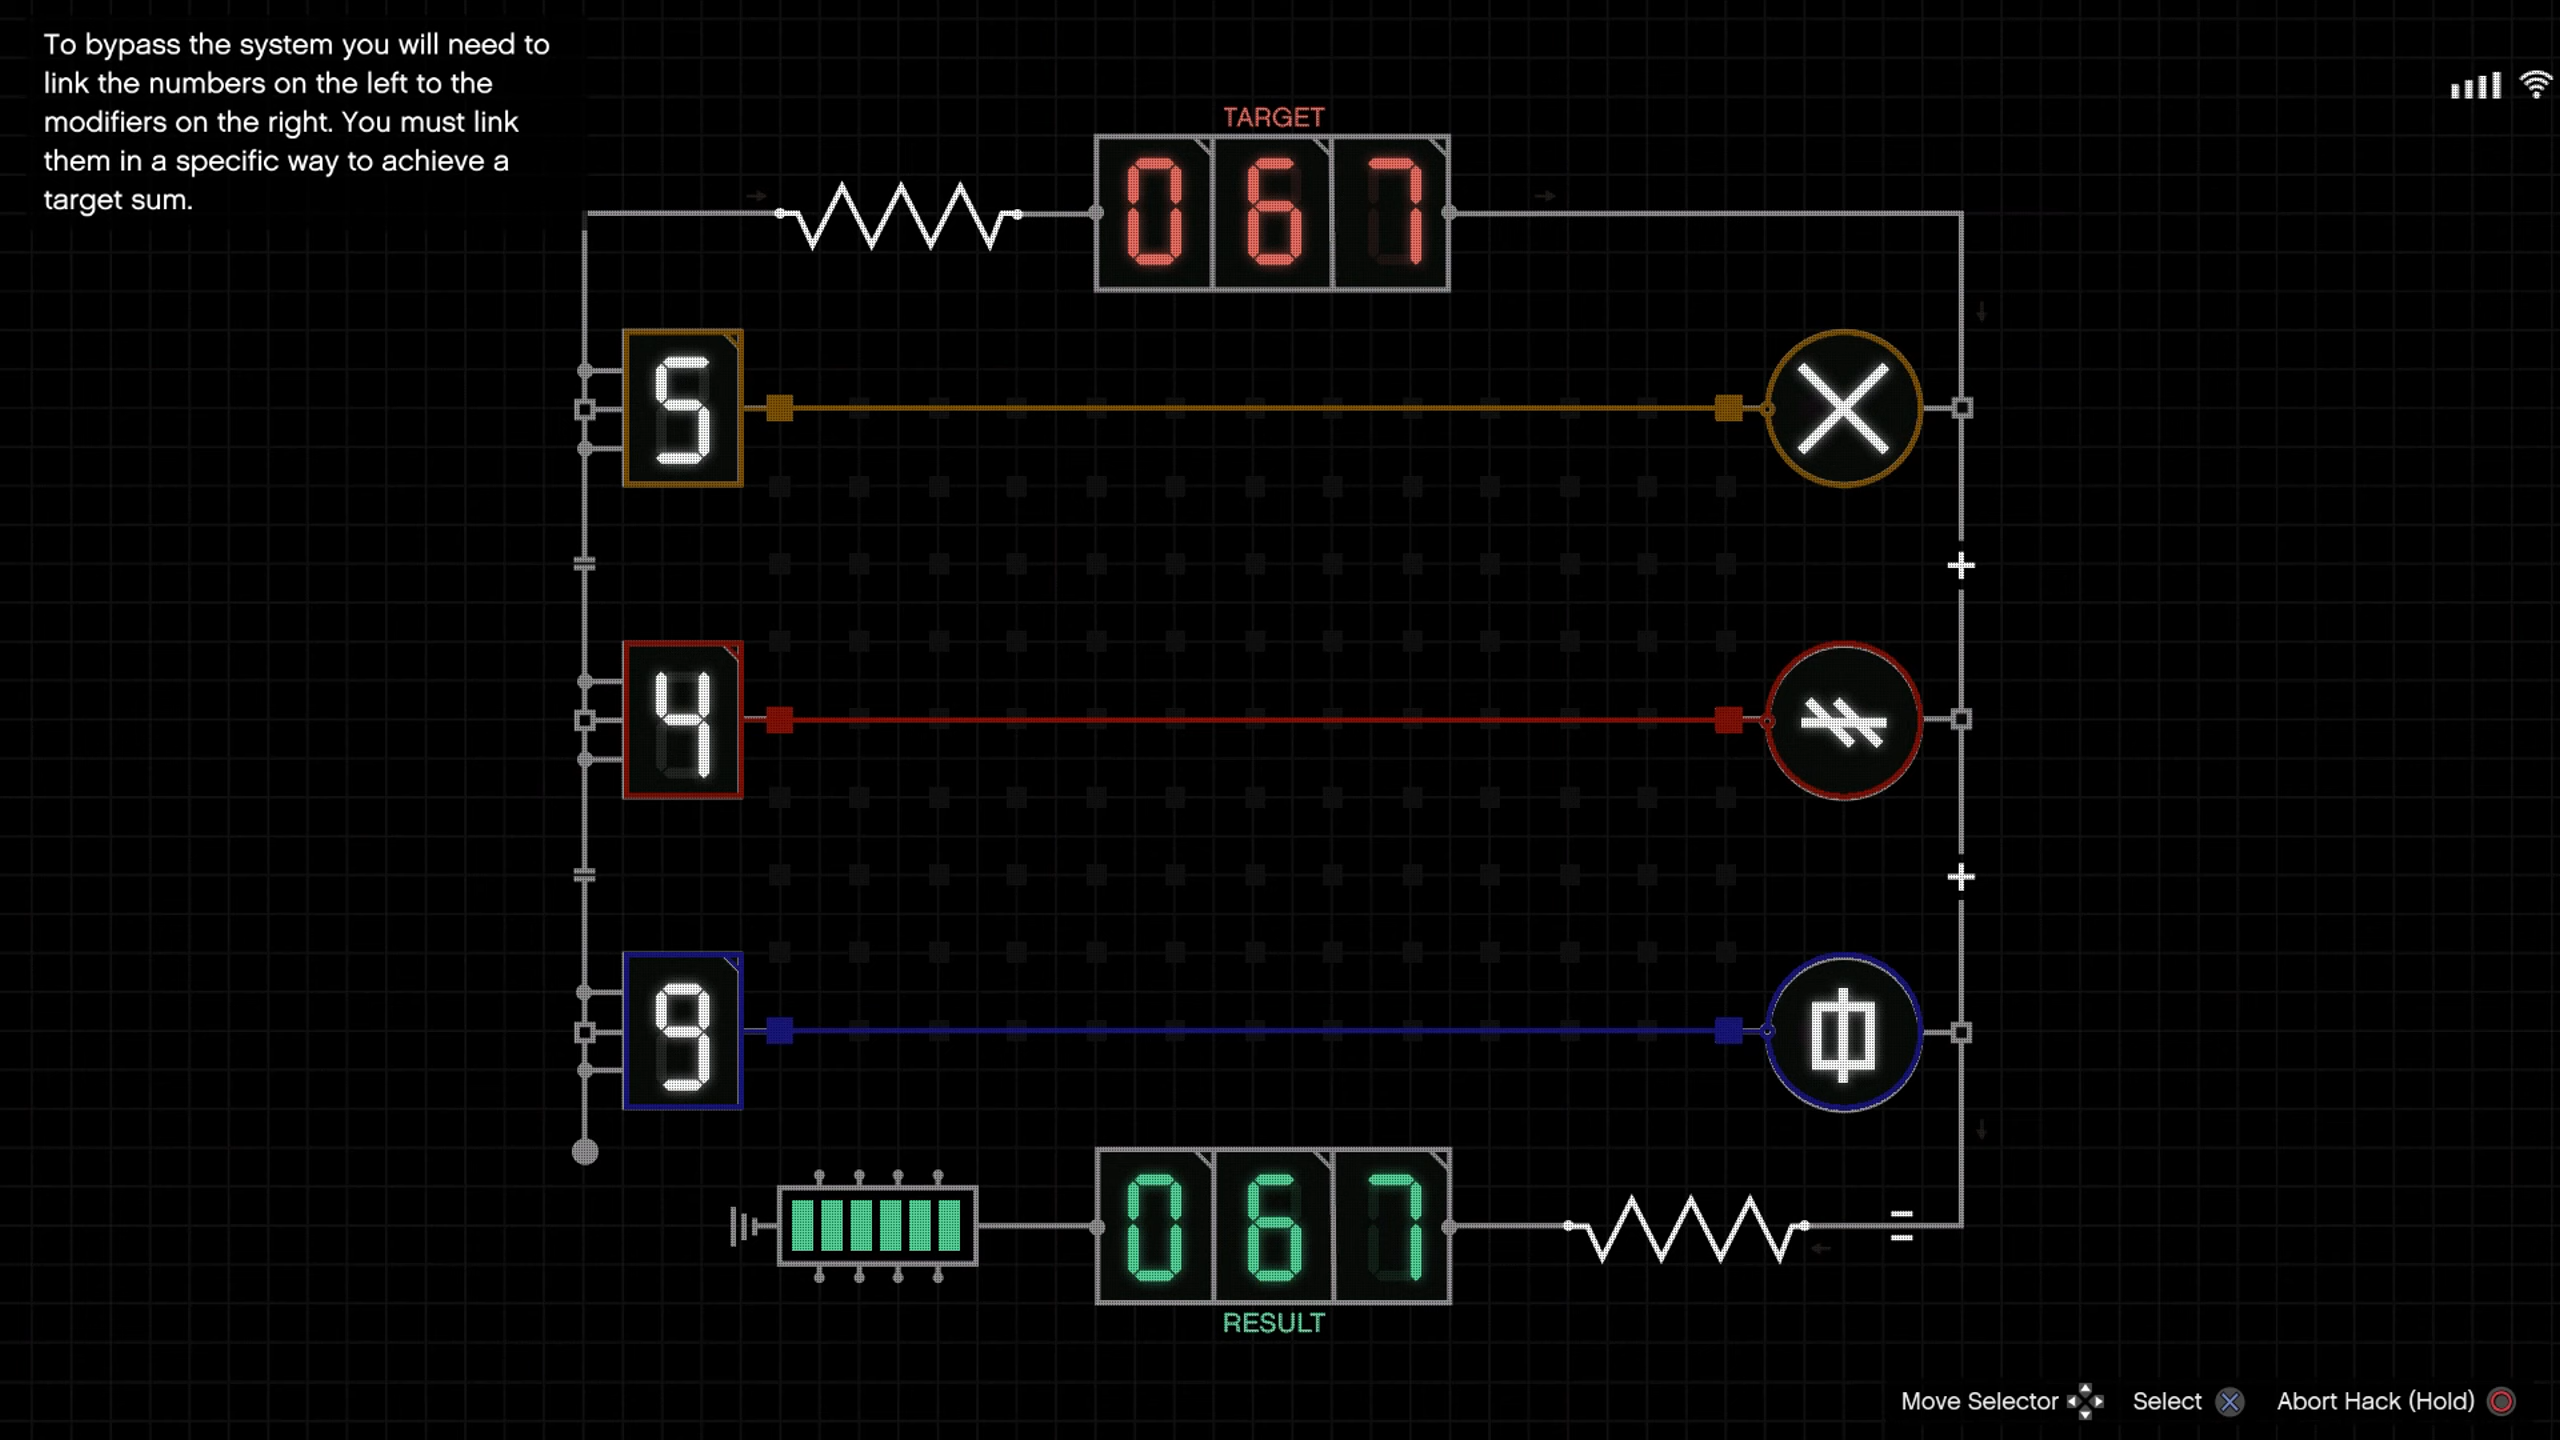 To bypass the system you will need to
link the numbers on the left to the
modifiers on the right. You must link
them in a specific way to achieve a
target sum.
TARGET
067
5
4
9
+
+
=
067
RESULT
Move Selector
Select
Abort Hack (Hold)